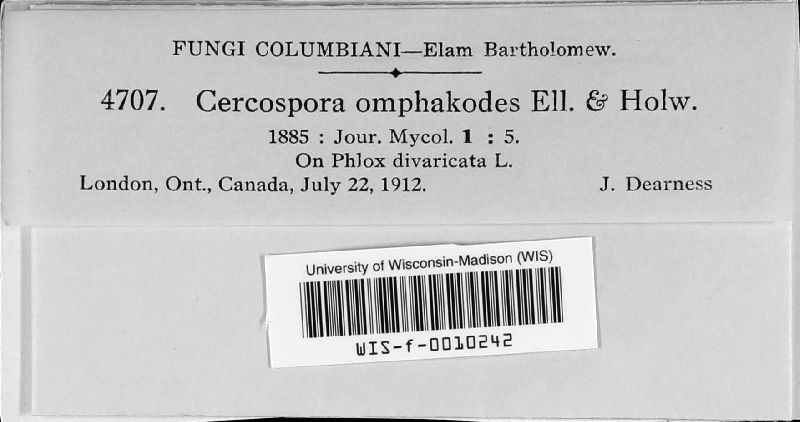 FUNGI COLUMBIANI—Elam Bartholomew.
4707. Cercospora omphakodes Ell. & Holw.
1885 : Jour. Mycol. 1 : 5.
On Phlox divaricata L.
London, Ont., Canada, July 22, 1912. J. Dearness
University of Wisconsin-Madison (WIS)
WIS-f-0010242